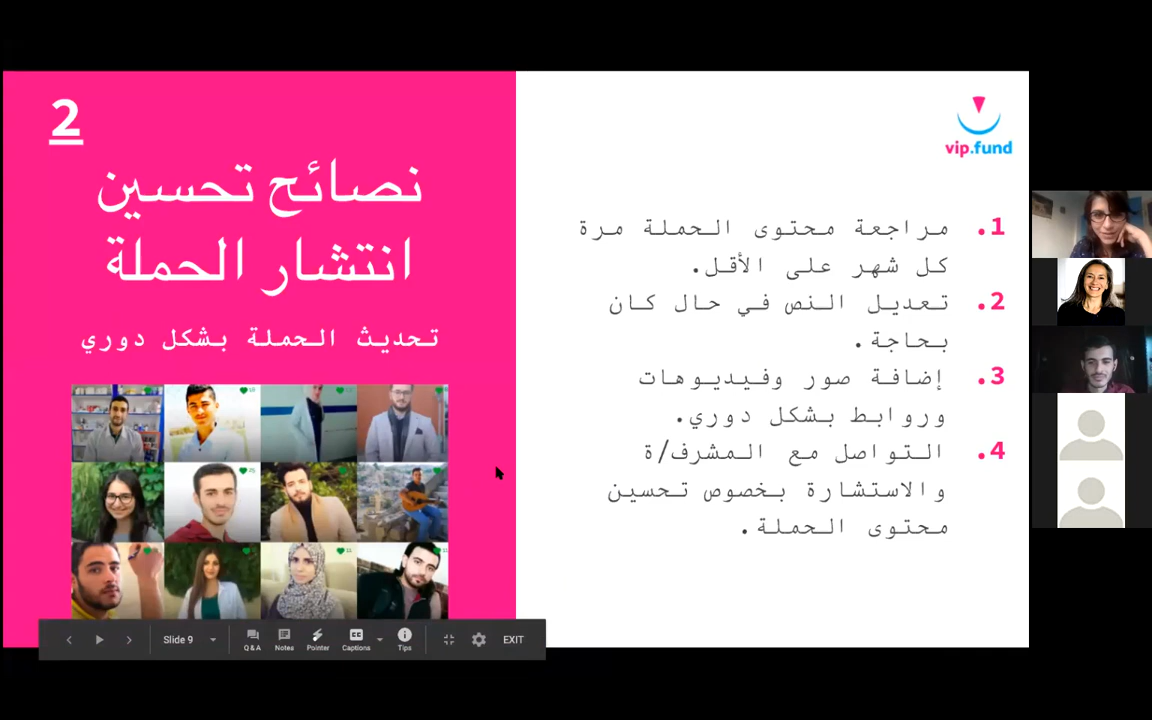 2
نصائح تحسين
انتشار الحملة
تحديث الحملة بشكل دوري
vip.fund
1. مراجعة محتوى الحملة مرة
كل شهر على الأقل.
2. تعديل النص في حال كان
بحاجة.
3. إضافة صور وفيديوهات
وروابط بشكل دوري.
4. التواصل مع المشرف/ة
والاستشارة بخصوص تحسين
محتوى الحملة.
Slide 9
Q&A
Notes
Pointer
Captions
Tips
EXIT